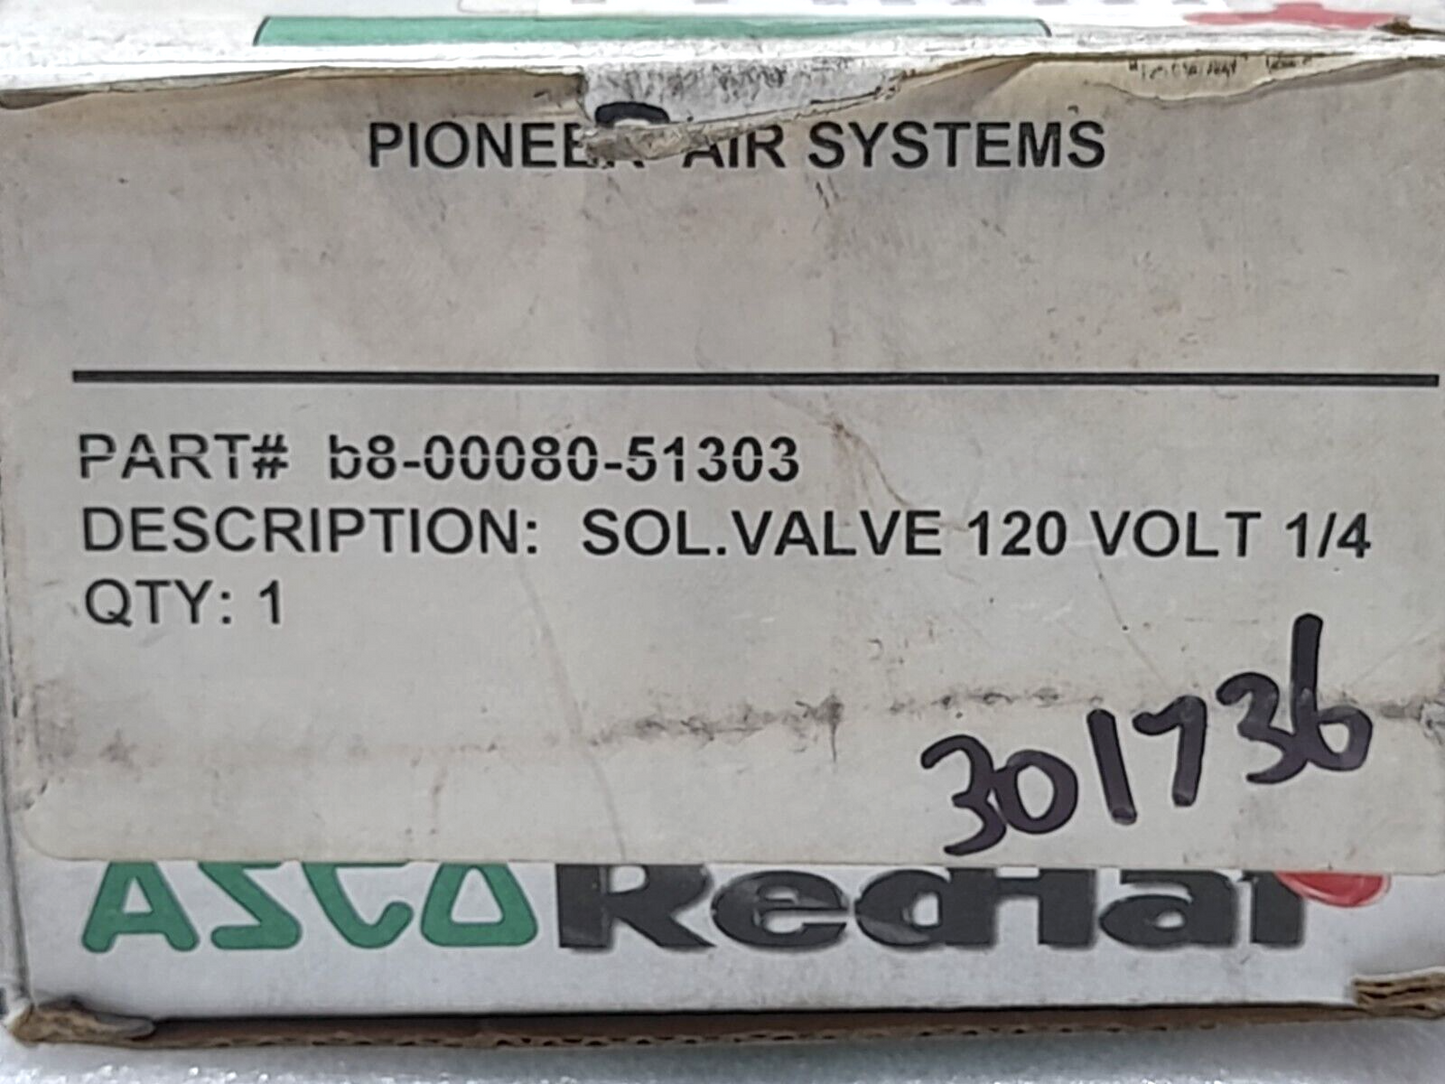 PIONEER AIR SYSTEMS
PART# b8-00080-51303
DESCRIPTION: SOL.VALVE 120 VOLT 1/4
QTY: 1
301736
ASCO RedHat